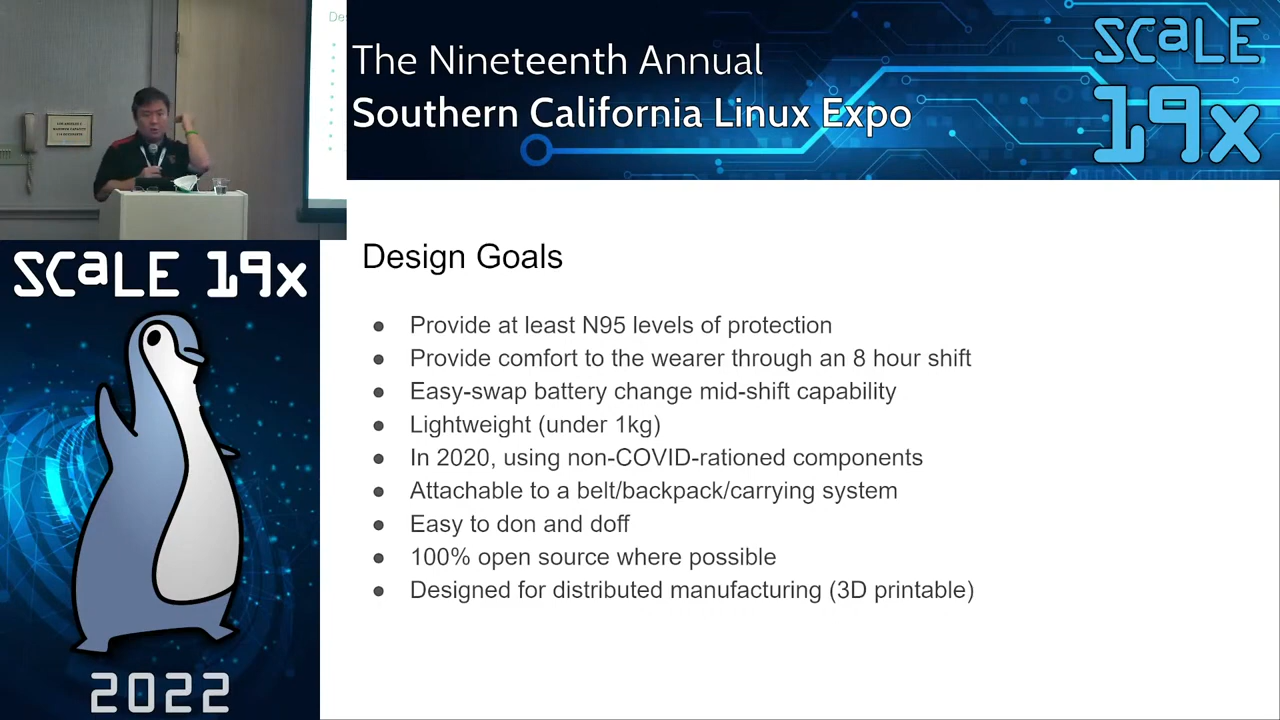 Des
The Nineteenth Annual
Southern California Linux Expo
SCaLE
19x
SCaLE 19x
2022
Design Goals
● Provide at least N95 levels of protection
● Provide comfort to the wearer through an 8 hour shift
● Easy-swap battery change mid-shift capability
● Lightweight (under 1kg)
● In 2020, using non-COVID-rationed components
● Attachable to a belt/backpack/carrying system
● Easy to don and doff
● 100% open source where possible
● Designed for distributed manufacturing (3D printable)